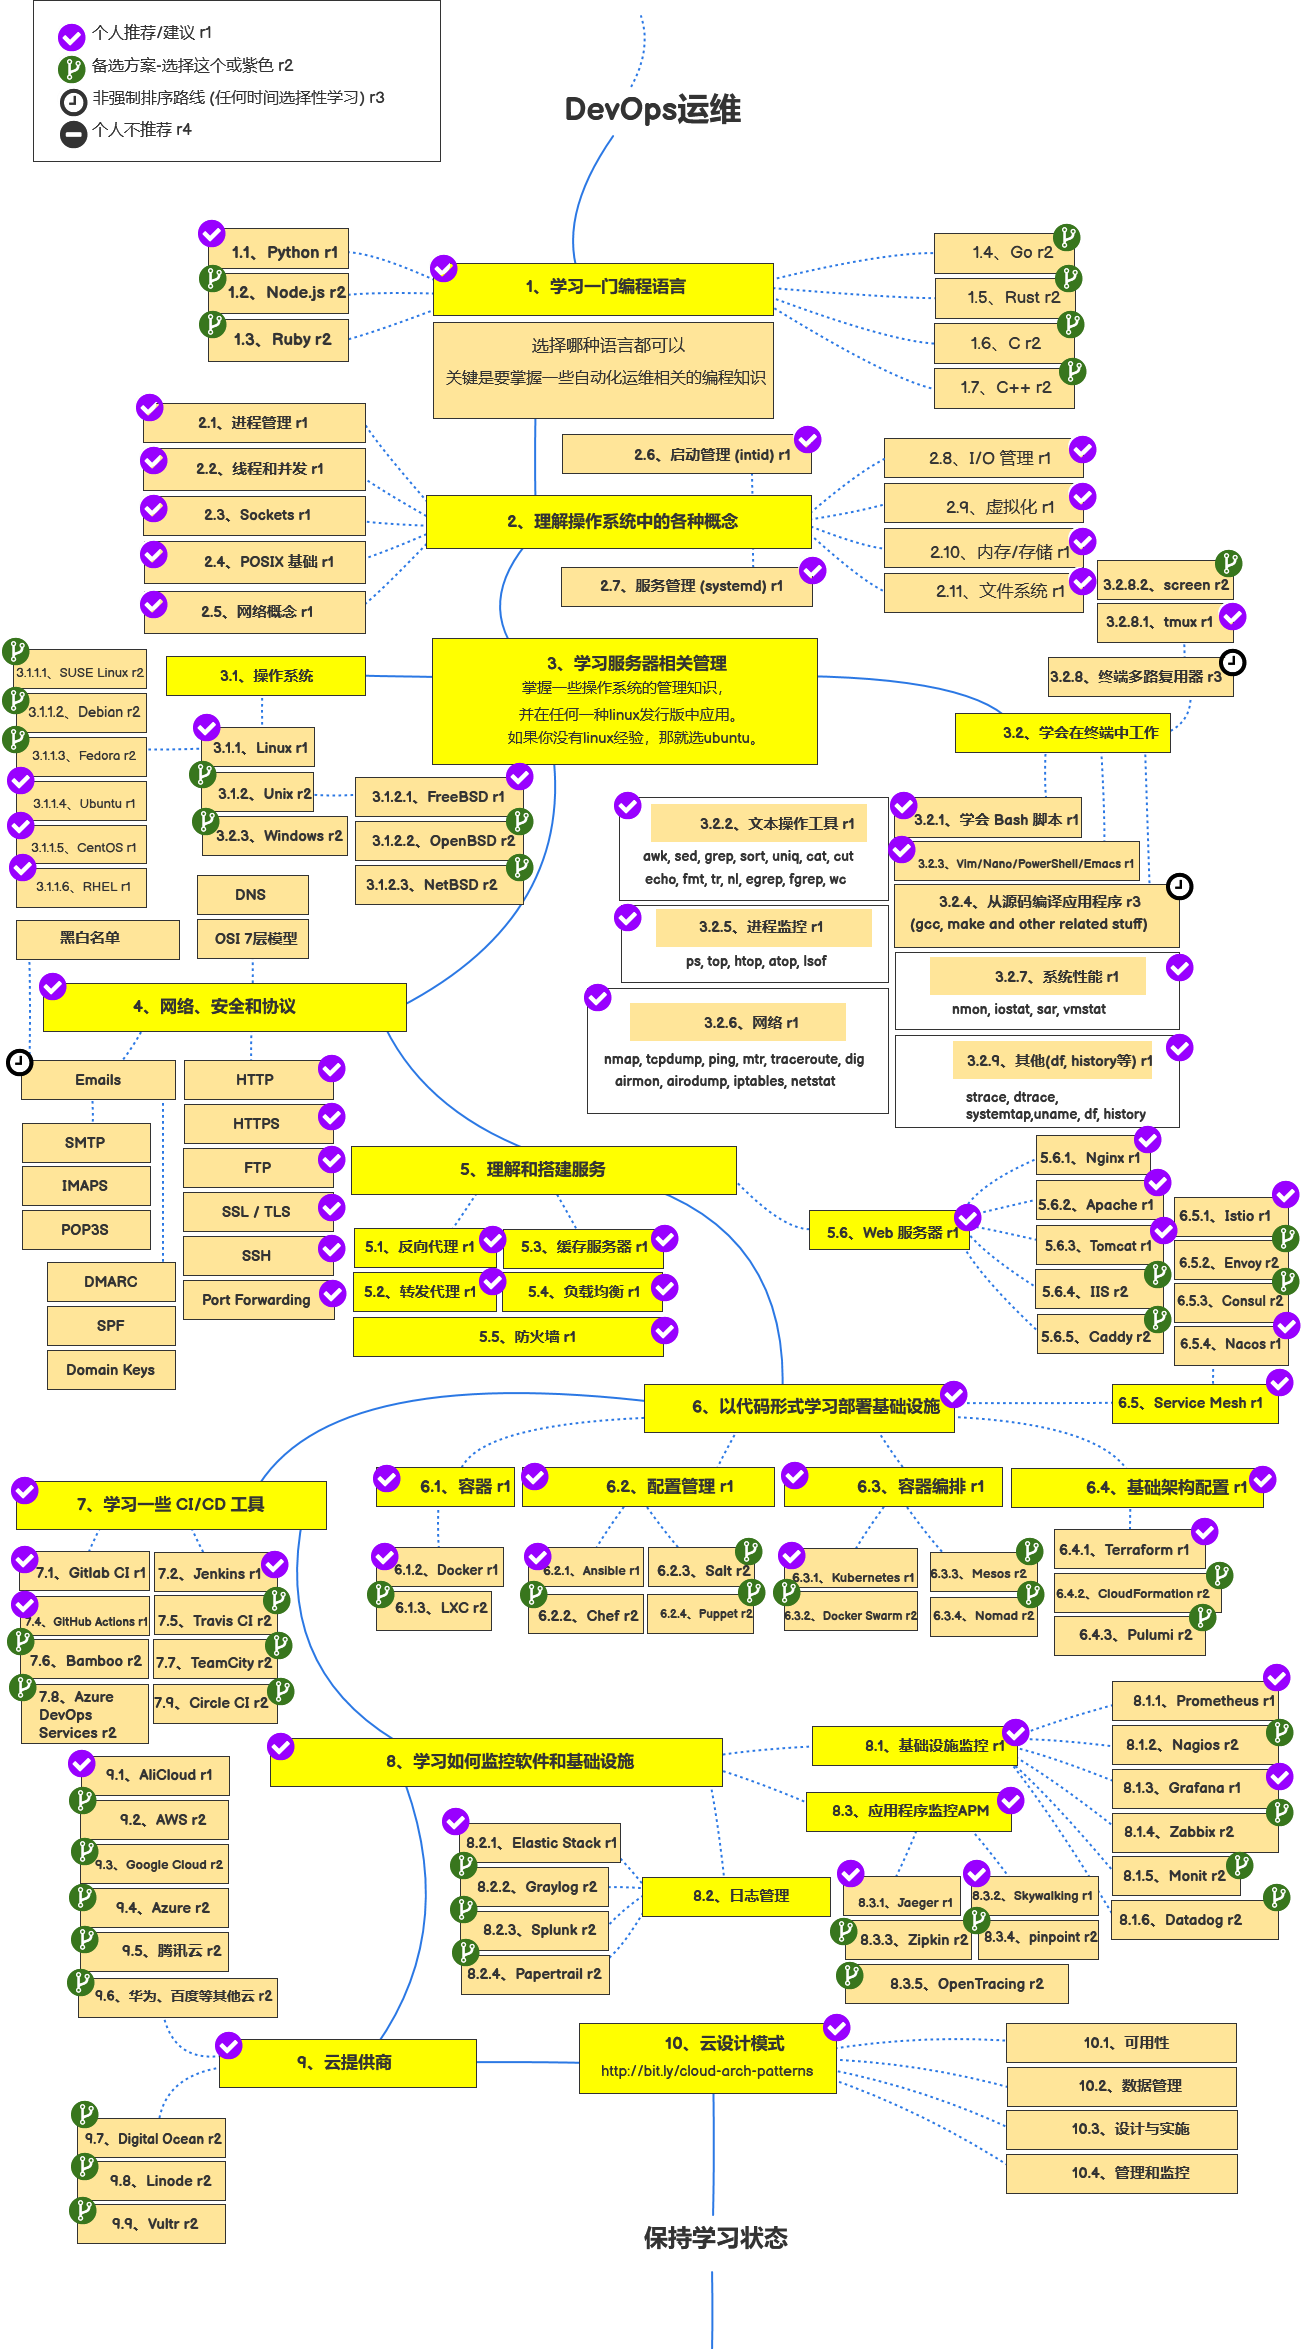 个人推荐/建议 r1
备选方案-选择这个或紫色 r2
非强制排序路线 (任何时间选择性学习) r3
个人不推荐 r4
DevOps运维
1.1、Python r1
1.2、Node.js r2
1.3、Ruby r2
1、学习一门编程语言
选择哪种语言都可以
关键是要掌握一些自动化运维相关的编程知识
1.4、Go r2
1.5、Rust r2
1.6、C r2
1.7、C++ r2
2.1、进程管理 r1
2.2、线程和并发 r1
2.3、Sockets r1
2.4、POSIX 基础 r1
2.5、网络概念 r1
2.6、启动管理 (intid) r1
2、理解操作系统中的各种概念
2.7、服务管理 (systemd) r1
2.8、I/O 管理 r1
2.9、虚拟化 r1
2.10、内存/存储 r1
2.11、文件系统 r1
3.2.8.2、screen r2
3.2.8.1、tmux r1
3.2.8、终端多路复用器 r3
3.2、学会在终端中工作
3、学习服务器相关管理
掌握一些操作系统的管理知识，
并在任何一种linux发行版中应用。
如果你没有linux经验，那就选ubuntu。
3.1、操作系统
3.1.1.1、SUSE Linux r2
3.1.1.2、Debian r2
3.1.1.3、Fedora r2
3.1.1.4、Ubuntu r1
3.1.1.5、CentOS r1
3.1.1.6、RHEL r1
3.1.1、Linux r1
3.1.2、Unix r2
3.2.3、Windows r2
3.1.2.1、FreeBSD r1
3.1.2.2、OpenBSD r2
3.1.2.3、NetBSD r2
3.2.2、文本操作工具 r1
awk, sed, grep, sort, uniq, cat, cut
echo, fmt, tr, nl, egrep, fgrep, wc
3.2.5、进程监控 r1
ps, top, htop, atop, lsof
3.2.6、网络 r1
nmap, tcpdump, ping, mtr, traceroute, dig
airmon, airodump, iptables, netstat
3.2.1、学会 Bash 脚本 r1
3.2.3、Vim/Nano/PowerShell/Emacs r1
3.2.4、从源码编译应用程序 r3
(gcc, make and other related stuff)
3.2.7、系统性能 r1
nmon, iostat, sar, vmstat
3.2.9、其他(df, history等) r1
strace, dtrace,
systemtap,uname, df, history
DNS
OSI 7层模型
黑白名单
4、网络、安全和协议
Emails
SMTP
IMAPS
POP3S
DMARC
SPF
Domain Keys
HTTP
HTTPS
FTP
SSL / TLS
SSH
Port Forwarding
5、理解和搭建服务
5.1、反向代理 r1
5.3、缓存服务器 r1
5.2、转发代理 r1
5.4、负载均衡 r1
5.5、防火墙 r1
5.6、Web 服务器 r1
5.6.1、Nginx r1
5.6.2、Apache r1
5.6.3、Tomcat r1
5.6.4、IIS r2
5.6.5、Caddy r2
6.5.1、Istio r1
6.5.2、Envoy r2
6.5.3、Consul r2
6.5.4、Nacos r1
6.5、Service Mesh r1
6、以代码形式学习部署基础设施
6.1、容器 r1
6.2、配置管理 r1
6.3、容器编排 r1
6.4、基础架构配置 r1
6.1.2、Docker r1
6.1.3、LXC r2
6.2.1、Ansible r1
6.2.3、Salt r2
6.2.2、Chef r2
6.2.4、Puppet r2
6.3.1、Kubernetes r1
6.3.3、Mesos r2
6.3.2、Docker Swarm r2
6.3.4、Nomad r2
6.4.1、Terraform r1
6.4.2、CloudFormation r2
6.4.3、Pulumi r2
7、学习一些 CI/CD 工具
7.1、Gitlab CI r1
7.2、Jenkins r1
7.4、GitHub Actions r1
7.5、Travis CI r2
7.6、Bamboo r2
7.7、TeamCity r2
7.8、Azure
DevOps
Services r2
7.9、Circle CI r2
8、学习如何监控软件和基础设施
8.1、基础设施监控 r1
8.1.1、Prometheus r1
8.1.2、Nagios r2
8.1.3、Grafana r1
8.1.4、Zabbix r2
8.1.5、Monit r2
8.1.6、Datadog r2
8.3、应用程序监控APM
8.2.1、Elastic Stack r1
8.2.2、Graylog r2
8.2.3、Splunk r2
8.2.4、Papertrail r2
8.2、日志管理
8.3.1、Jaeger r1
8.3.2、Skywalking r1
8.3.3、Zipkin r2
8.3.4、pinpoint r2
8.3.5、OpenTracing r2
9.1、AliCloud r1
9.2、AWS r2
9.3、Google Cloud r2
9.4、Azure r2
9.5、腾讯云 r2
9.6、华为、百度等其他云 r2
9、云提供商
9.7、Digital Ocean r2
9.8、Linode r2
9.9、Vultr r2
10、云设计模式
http://bit.ly/cloud-arch-patterns
10.1、可用性
10.2、数据管理
10.3、设计与实施
10.4、管理和监控
保持学习状态